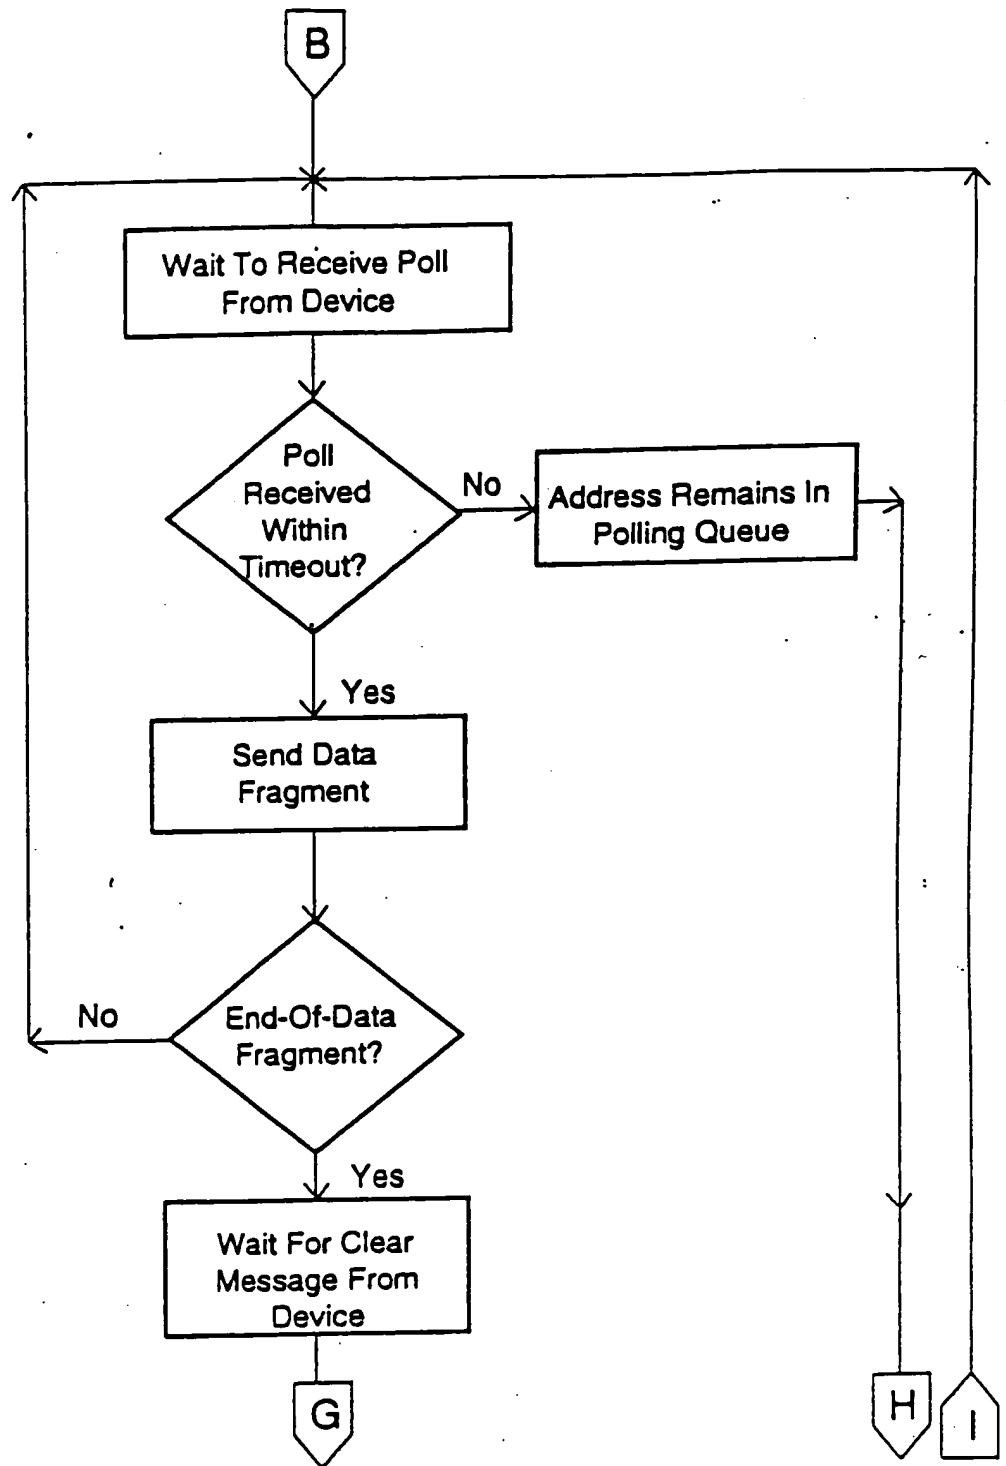 B
Wait To Receive Poll
From Device
Poll
Received
Within
Timeout?
No
Address Remains In
Polling Queue
Yes
Send Data
Fragment
No
End-Of-Data
Fragment?
Yes
Wait For Clear
Message From
Device
G
H
I